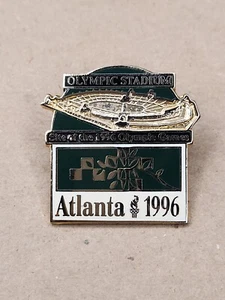 OLYMPIC STADIUM
Site of the 1996 Olympic Games
Atlanta 1996